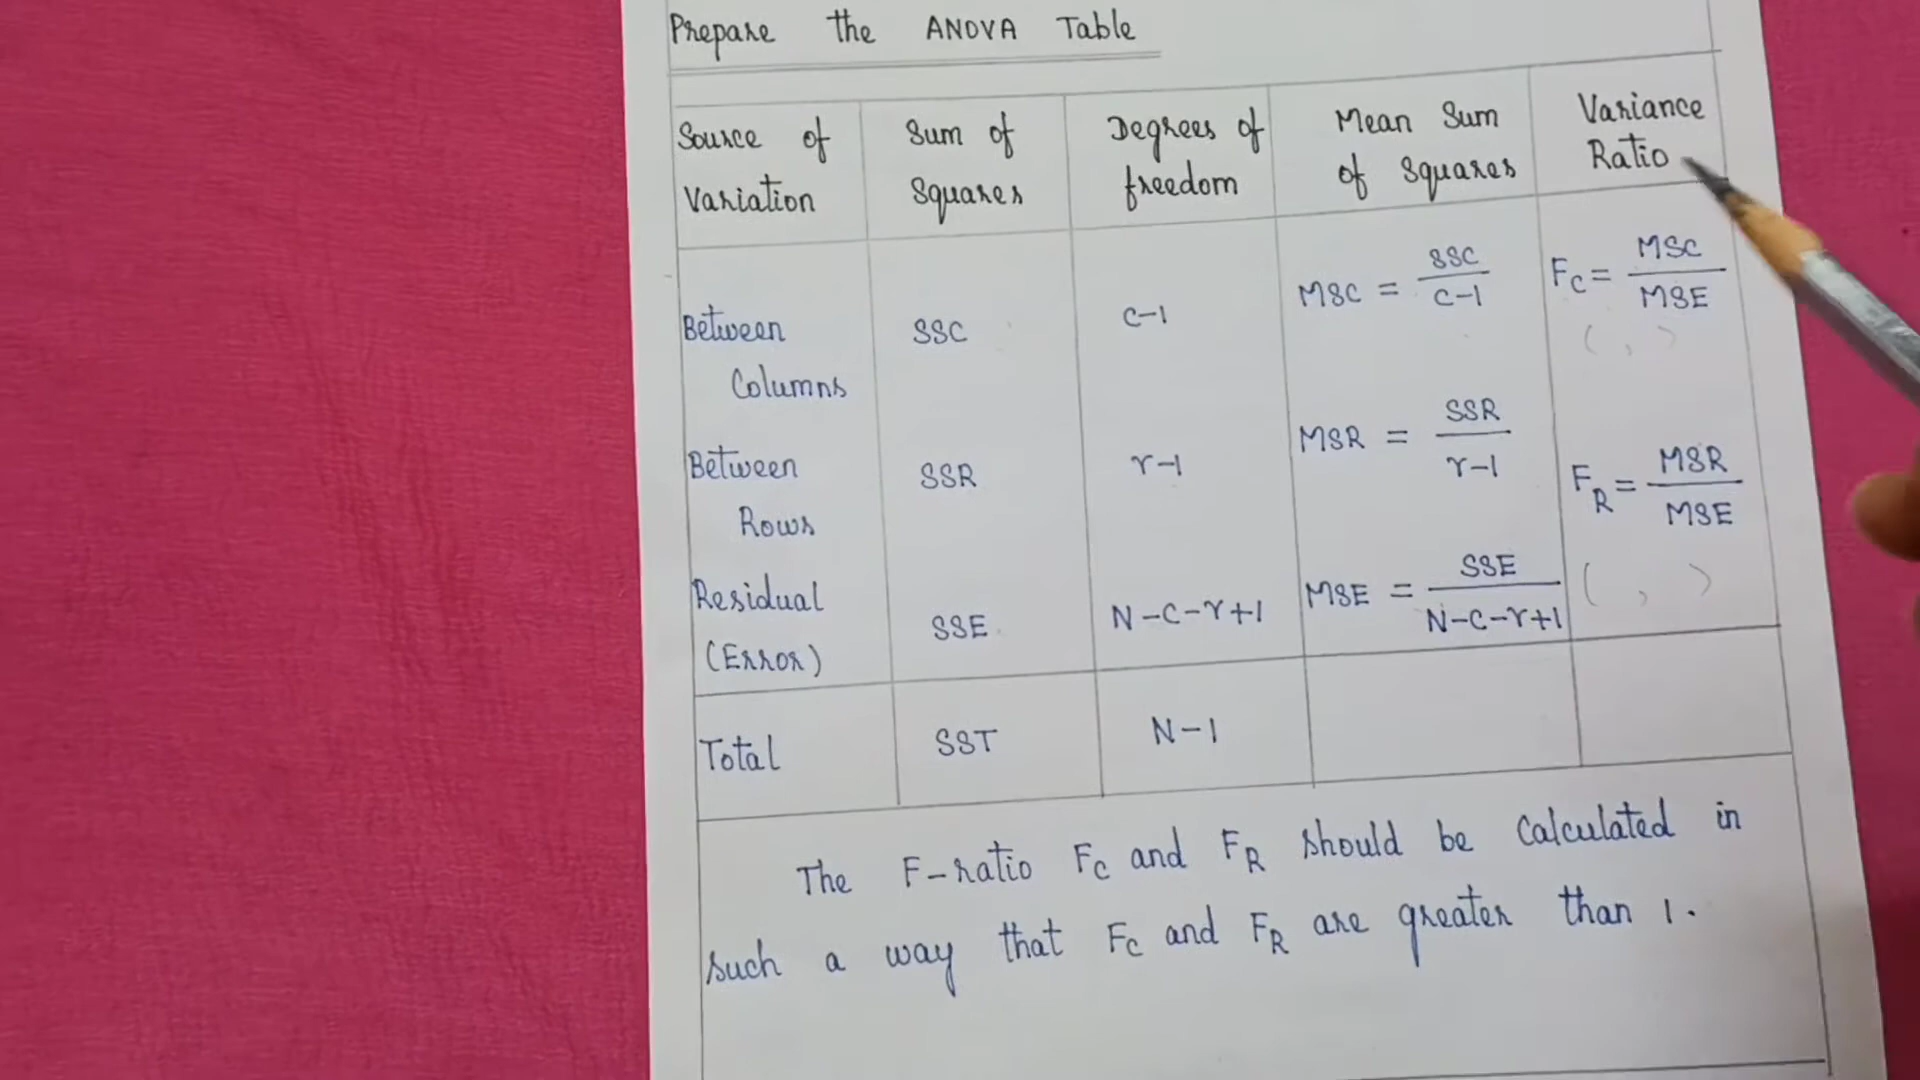 Prepare the ANOVA Table
Source of Variation
Sum of Squares
Degrees of freedom
Mean Sum of Squares
Variance Ratio
Between Columns
SSC
c-1
MSC = SSC / c-1
Fc = MSC / MSE
( , )
Between Rows
SSR
r-1
MSR = SSR / r-1
FR = MSR / MSE
( , )
Residual (Error)
SSE
N-c-r+1
MSE = SSE / N-c-r+1
Total
SST
N-1
The F-ratio Fc and FR should be Calculated in
such a way that Fc and FR are greater than 1.